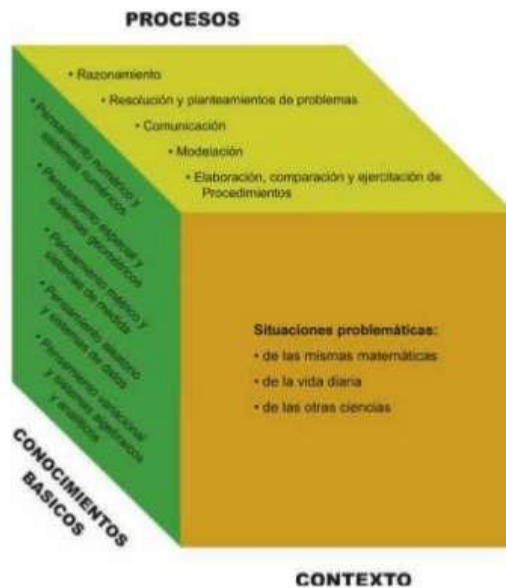 PROCESOS
• Razonamiento
• Resolución y planteamientos de problemas
• Comunicación
• Modelación
• Elaboración, comparación y ejercitación de
Procedimientos
• Pensamiento numérico y
sistemas numéricos
• Pensamiento espacial y
sistemas geométricos
• Pensamiento métrico y
sistemas de medida
• Pensamiento aleatorio
y sistemas de datos
• Pensamiento variacional
y sistemas algebraicos
y analíticos
Situaciones problemáticas:
• de las mismas matemáticas
• de la vida diaria
• de las otras ciencias
CONOCIMIENTOS
BASICOS
CONTEXTO